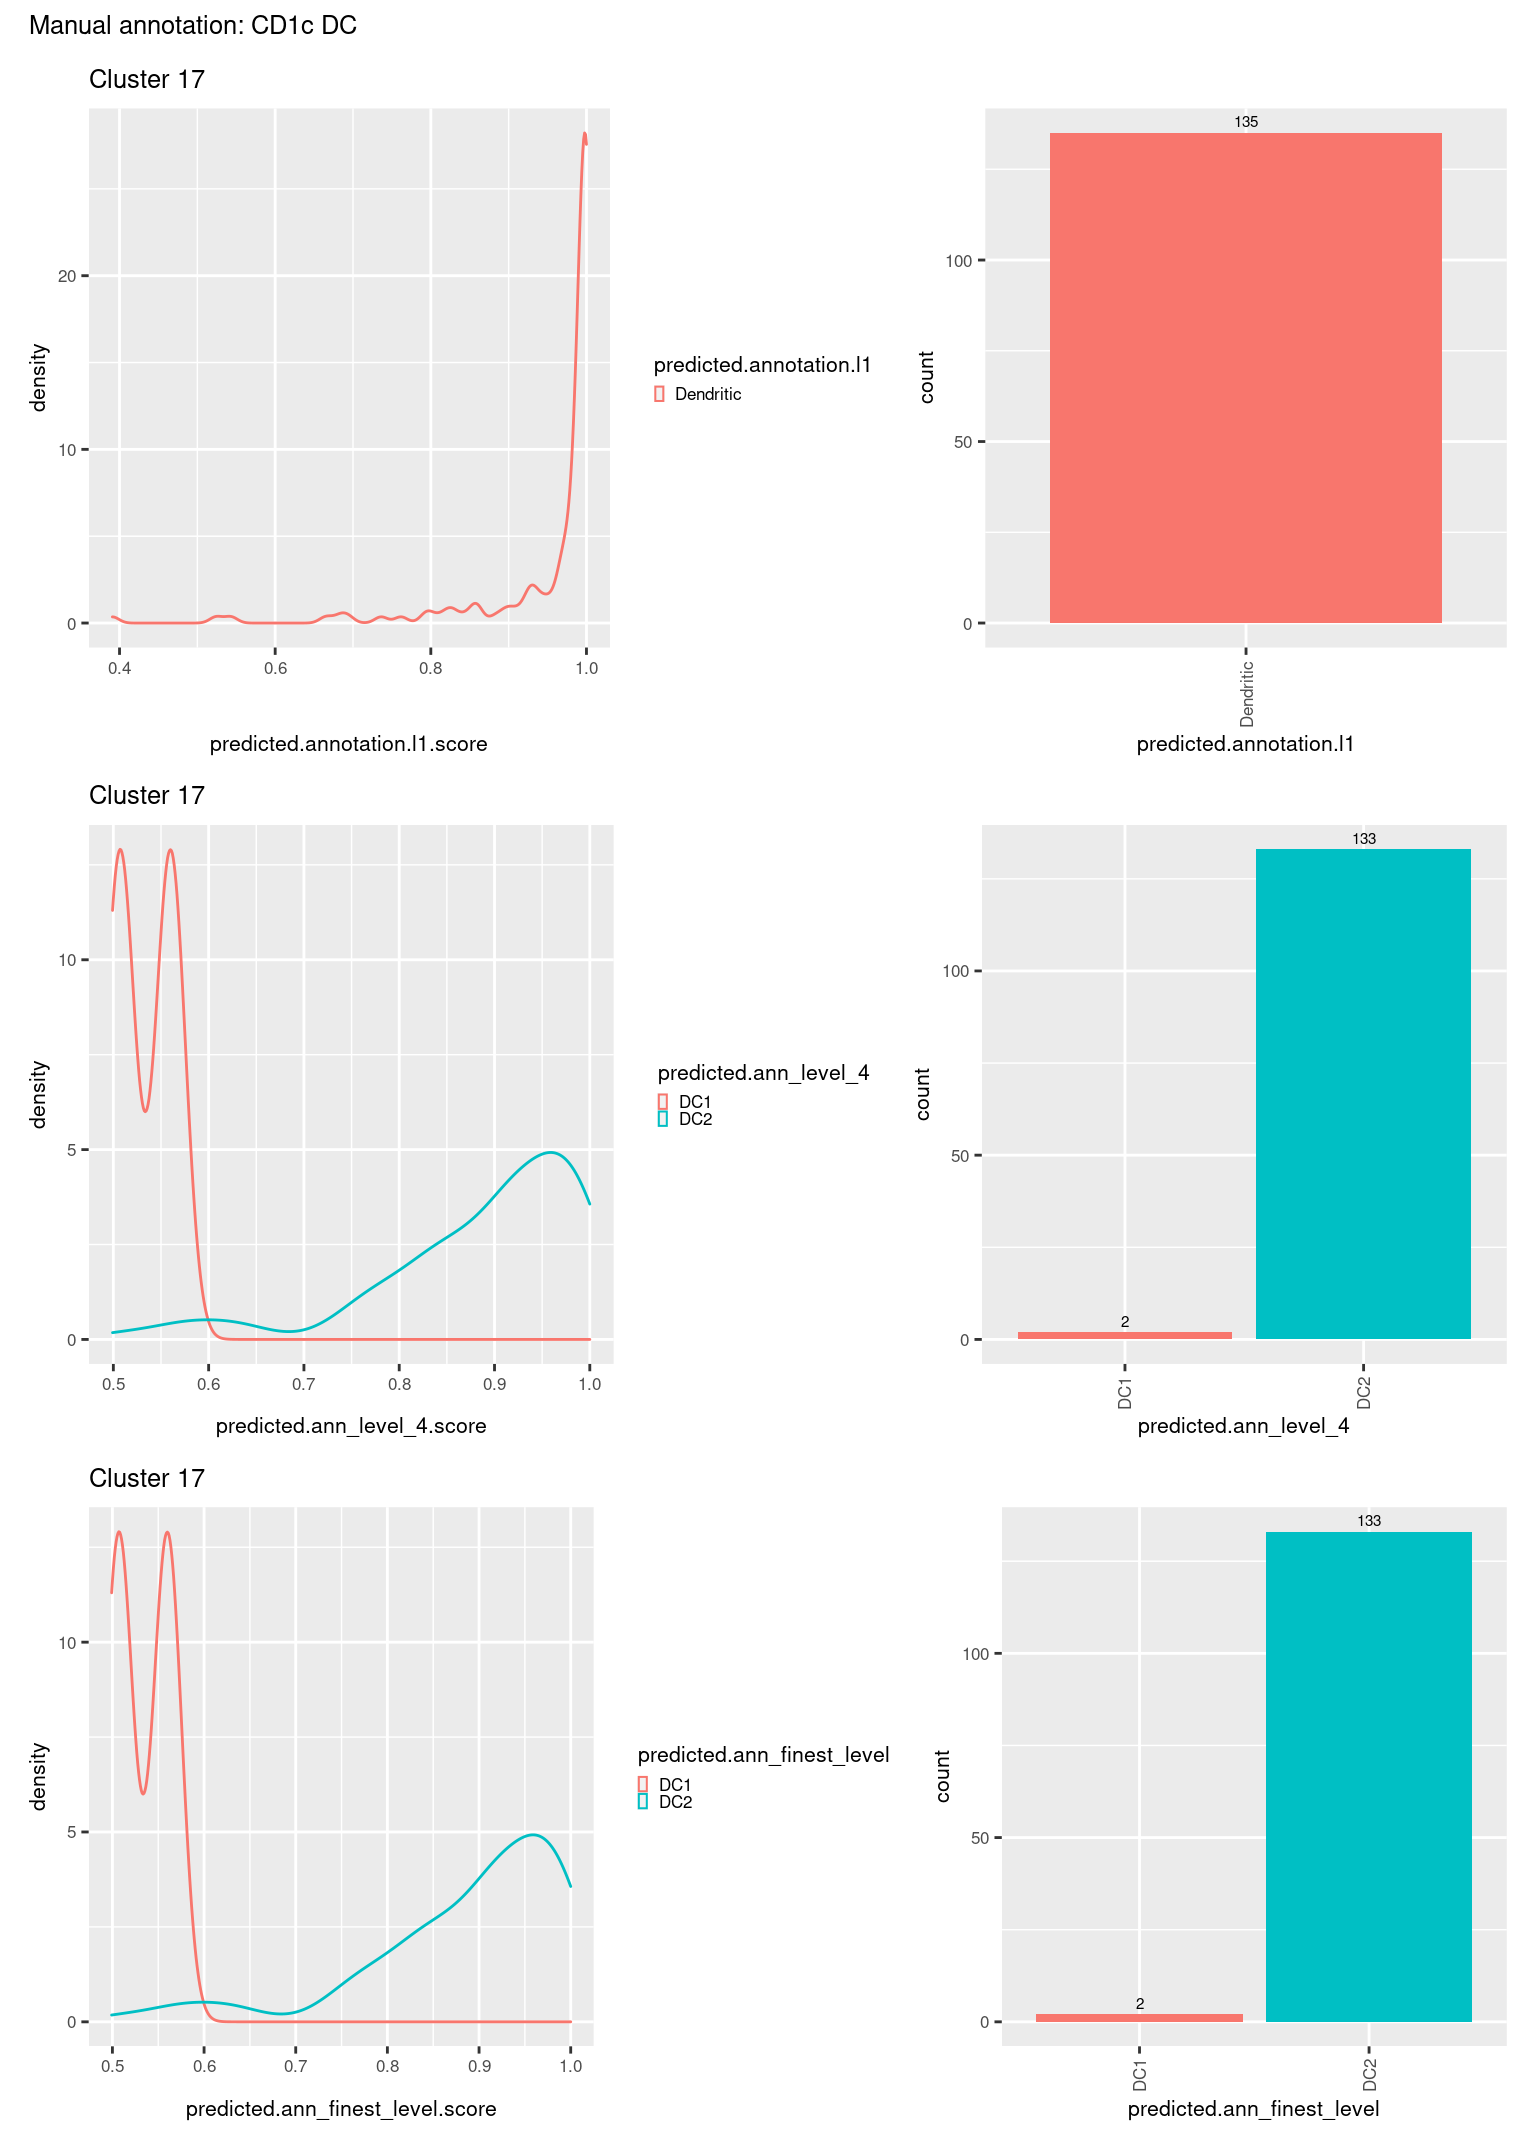 Manual annotation: CD1c DC
Cluster 17
density
20
10
0
0.4 0.6 0.8 1.0
predicted.annotation.l1.score
predicted.annotation.l1
Dendritic
count
135
100
50
0
Dendritic
predicted.annotation.l1
Cluster 17
density
10
5
0
0.5 0.6 0.7 0.8 0.9 1.0
predicted.ann_level_4.score
predicted.ann_level_4
DC1
DC2
count
133
100
50
2
0
DC1 DC2
predicted.ann_level_4
Cluster 17
density
10
5
0
0.5 0.6 0.7 0.8 0.9 1.0
predicted.ann_finest_level.score
predicted.ann_finest_level
DC1
DC2
count
133
100
50
2
0
DC1 DC2
predicted.ann_finest_level